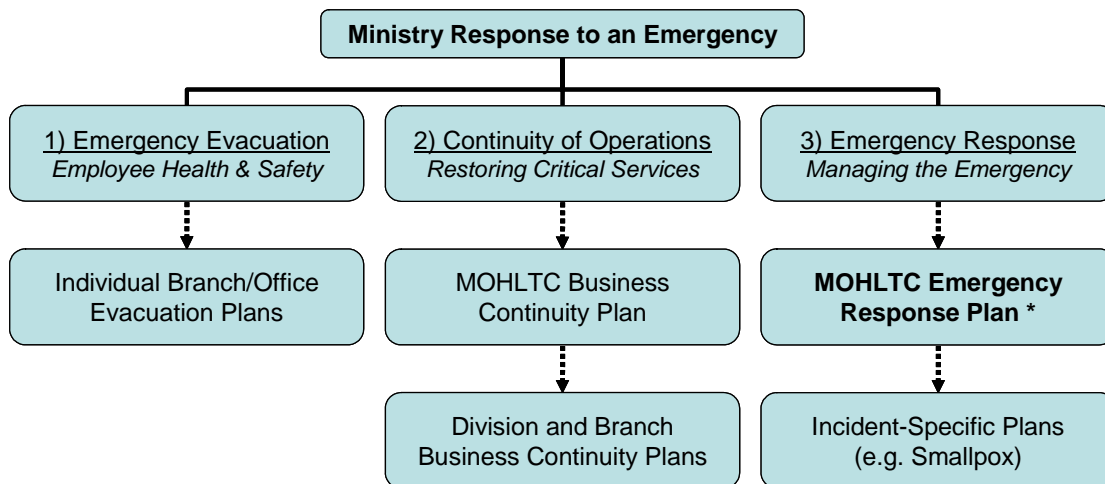 Ministry Response to an Emergency
1) Emergency Evacuation
Employee Health & Safety
2) Continuity of Operations
Restoring Critical Services
3) Emergency Response
Managing the Emergency
Individual Branch/Office
Evacuation Plans
MOHLTC Business
Continuity Plan
MOHLTC Emergency
Response Plan *
Division and Branch
Business Continuity Plans
Incident-Specific Plans
(e.g. Smallpox)